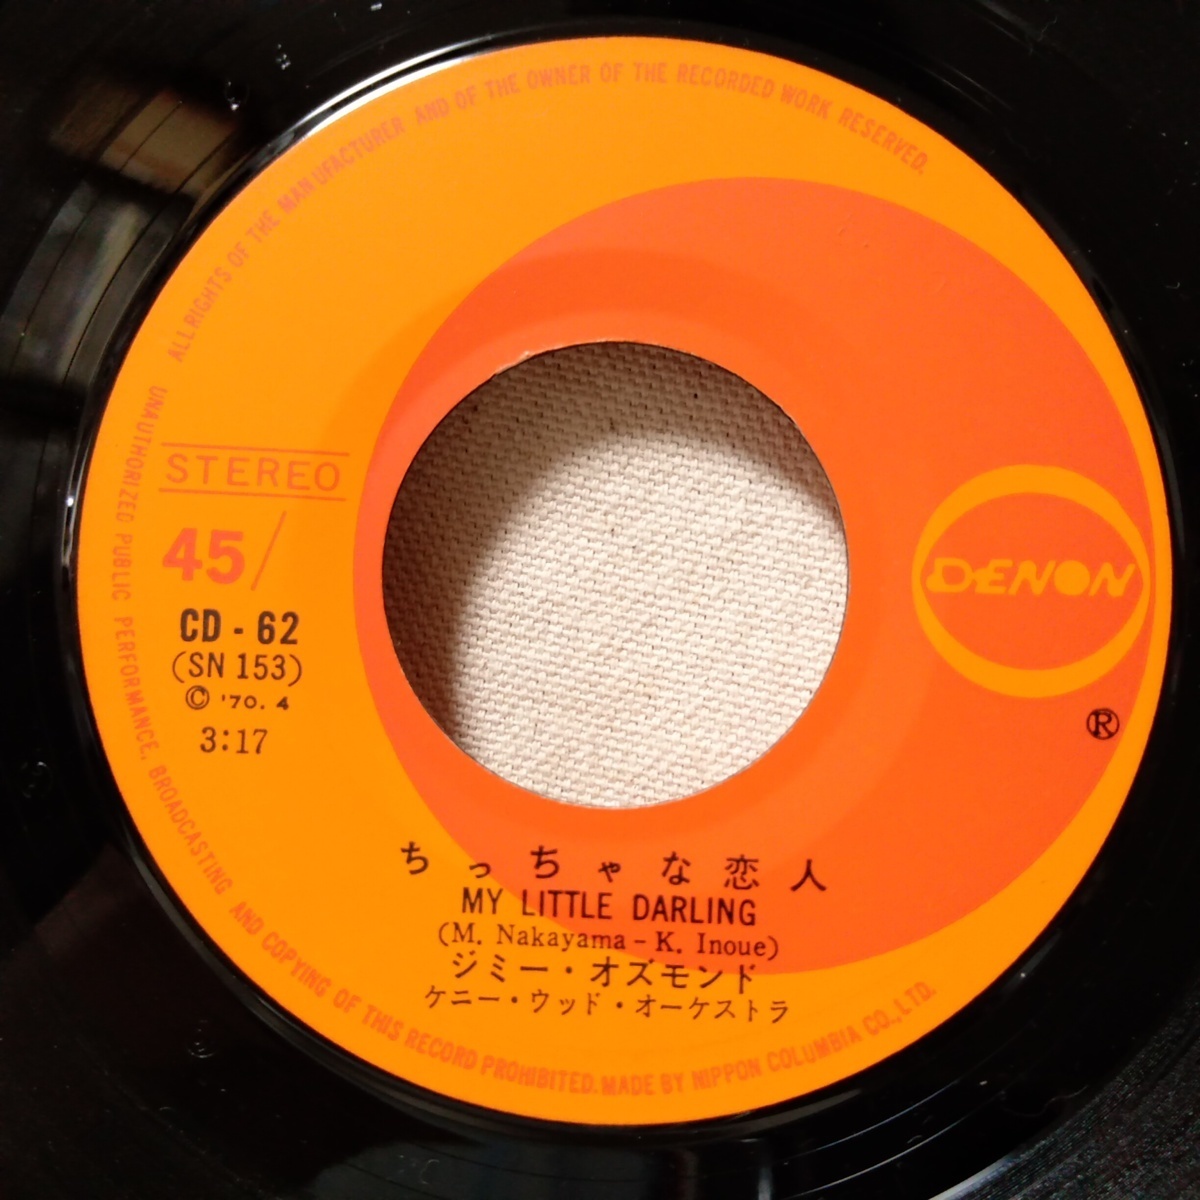 ALL RIGHTS OF THE MANUFACTURER AND OF THE OWNER OF THE RECORDED WORK RESERVED.
UNAUTHORIZED PUBLIC PERFORMANCE, BROADCASTING AND COPYING OF THIS RECORD PROHIBITED. MADE BY NIPPON COLUMBIA CO., LTD.
STEREO
45/
CD - 62
(SN 153)
© '70. 4
3:17
DENON
®
ちっちゃな恋人
MY LITTLE DARLING
(M. Nakayama - K. Inoue)
ジミー・オズモンド
ケニー・ウッド・オーケストラ